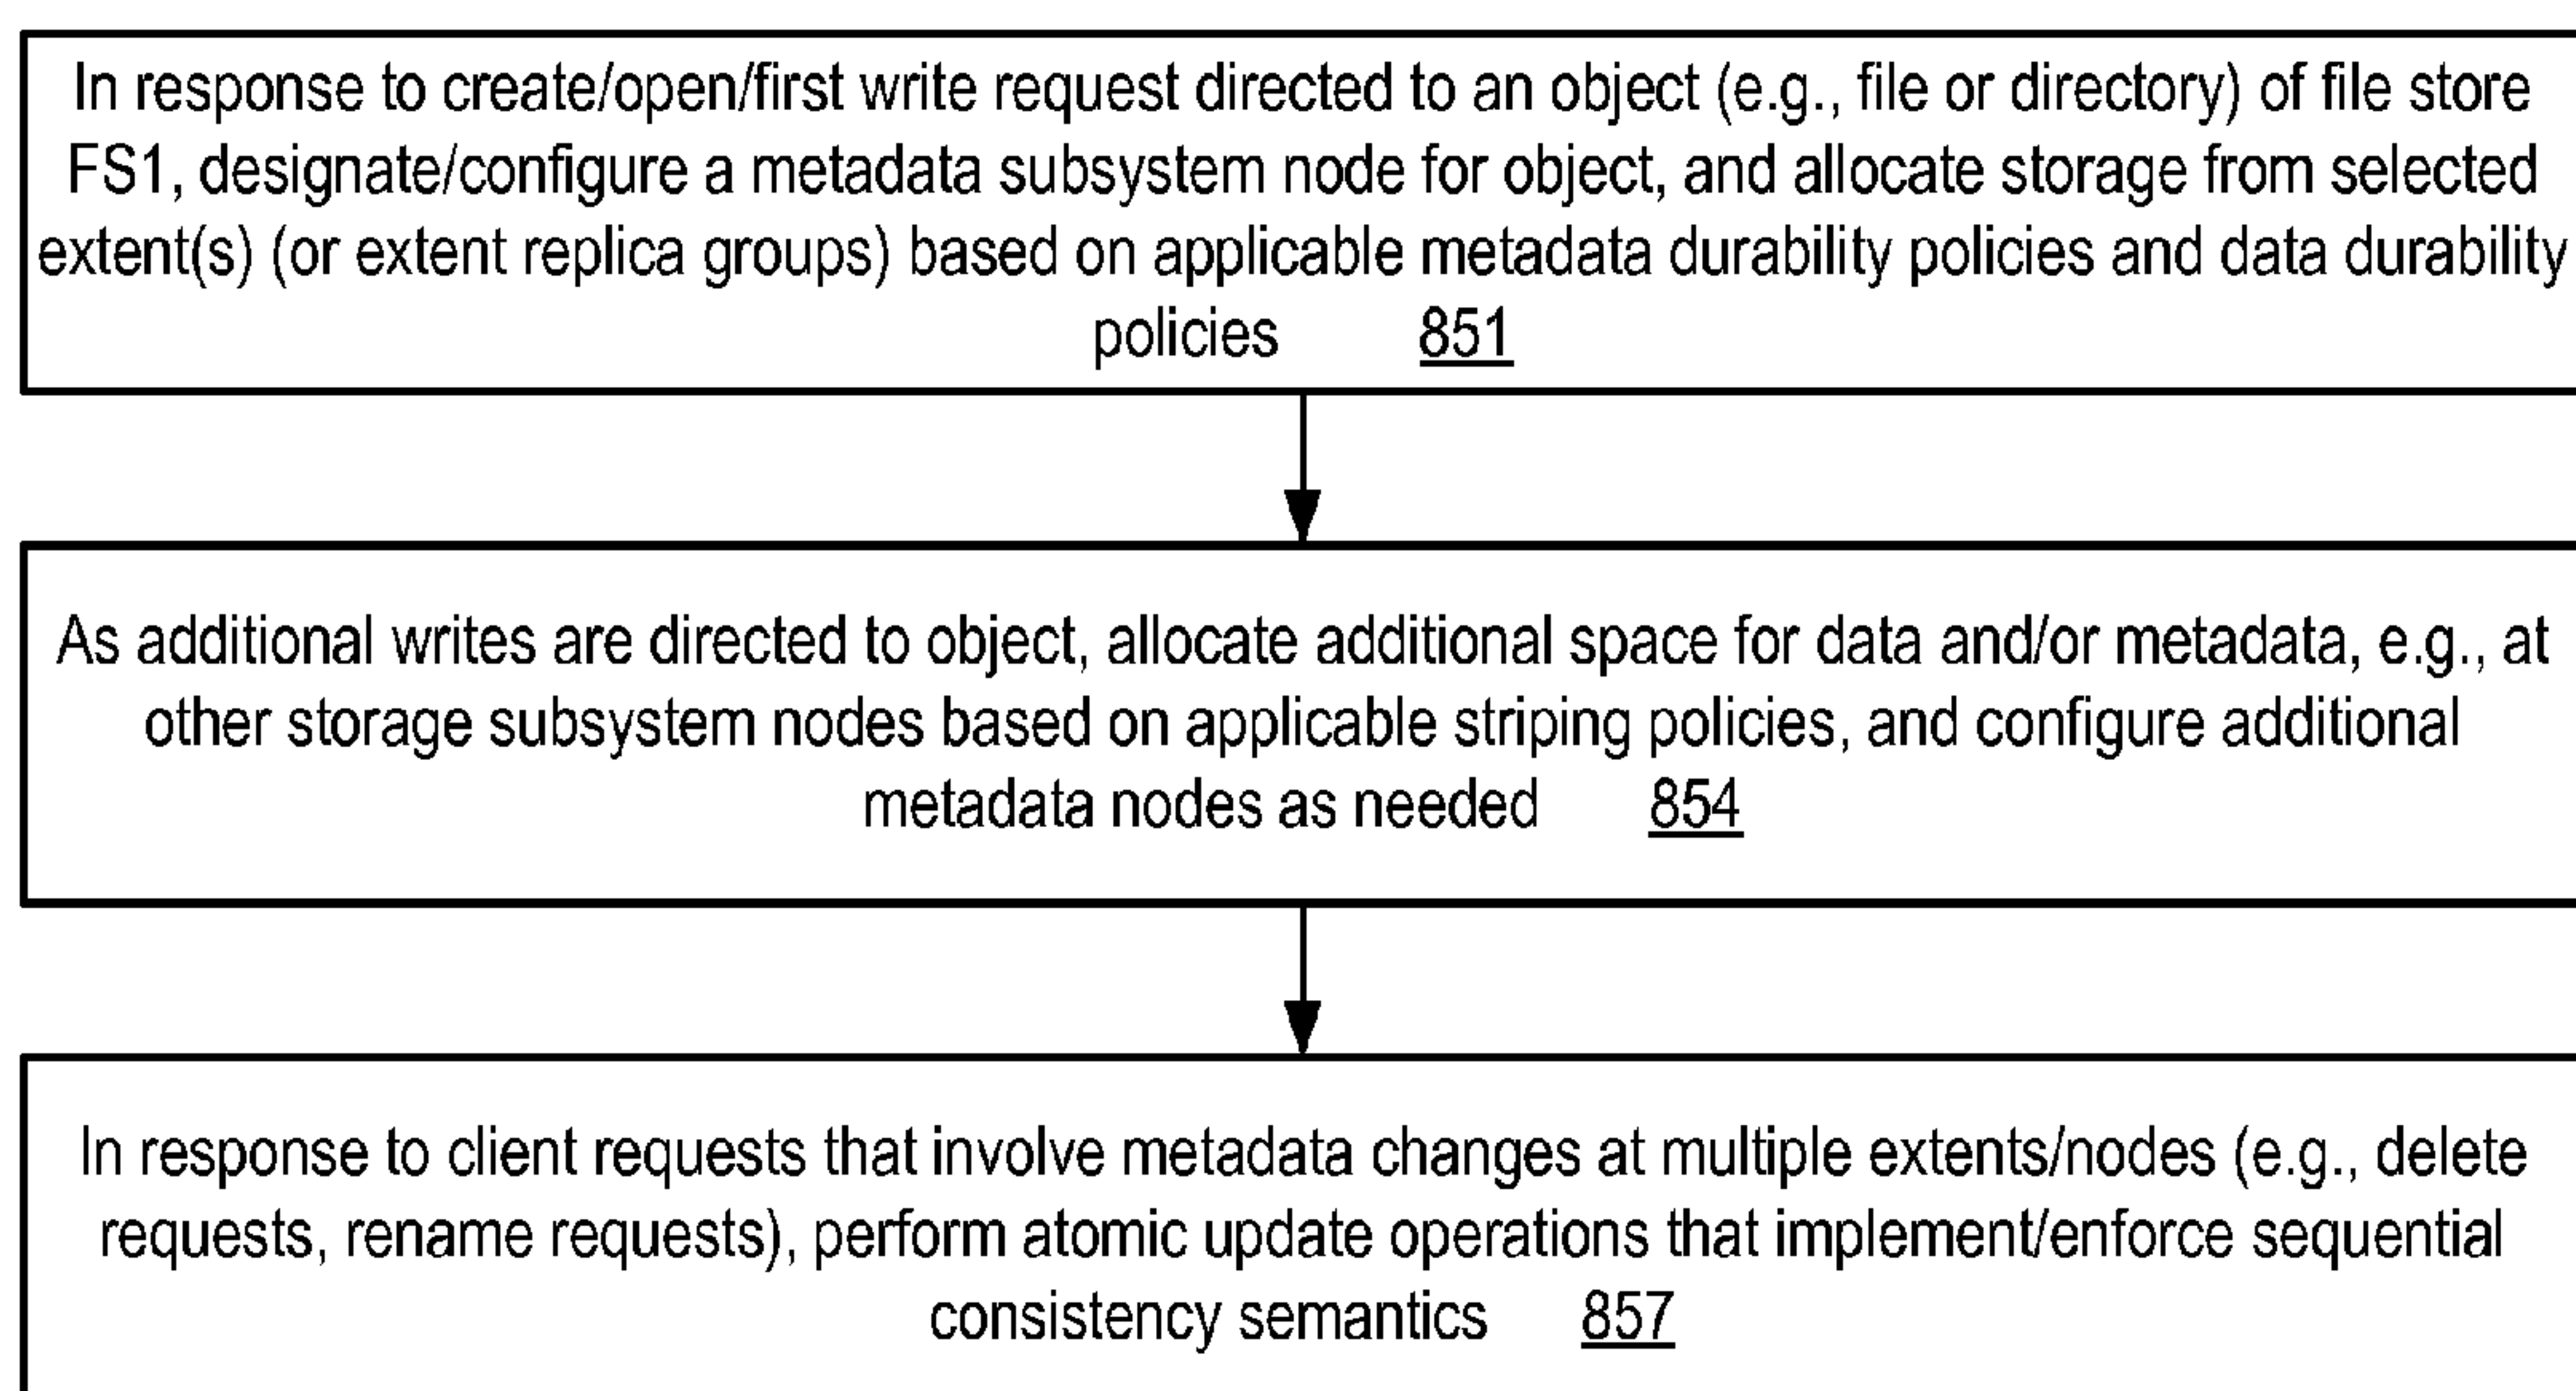 In response to create/open/first write request directed to an object (e.g., file or directory) of file store
FS1, designate/configure a metadata subsystem node for object, and allocate storage from selected
extent(s) (or extent replica groups) based on applicable metadata durability policies and data durability
policies 851
As additional writes are directed to object, allocate additional space for data and/or metadata, e.g., at
other storage subsystem nodes based on applicable striping policies, and configure additional
metadata nodes as needed 854
In response to client requests that involve metadata changes at multiple extents/nodes (e.g., delete
requests, rename requests), perform atomic update operations that implement/enforce sequential
consistency semantics 857